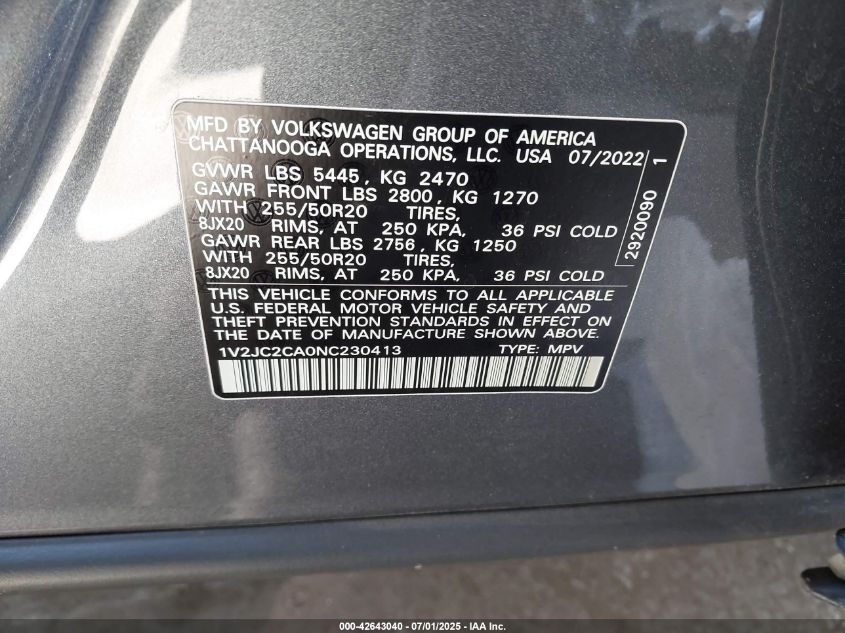 MFD BY VOLKSWAGEN GROUP OF AMERICA
CHATTANOOGA OPERATIONS, LLC. USA 07/2022
GVWR LBS 5445, KG 2470
GAWR FRONT LBS 2800, KG 1270
WITH 255/50R20 TIRES,
8JX20 RIMS, AT 250 KPA, 36 PSI COLD
GAWR REAR LBS 2756, KG 1250
WITH 255/50R20 TIRES,
8JX20 RIMS, AT 250 KPA, 36 PSI COLD
THIS VEHICLE CONFORMS TO ALL APPLICABLE
U.S. FEDERAL MOTOR VEHICLE SAFETY AND
THEFT PREVENTION STANDARDS IN EFFECT ON
THE DATE OF MANUFACTURE SHOWN ABOVE.
1V2JC2CA0NC230413 TYPE: MPV
2920090 1
000-42643040 - 07/01/2025 - IAA Inc.